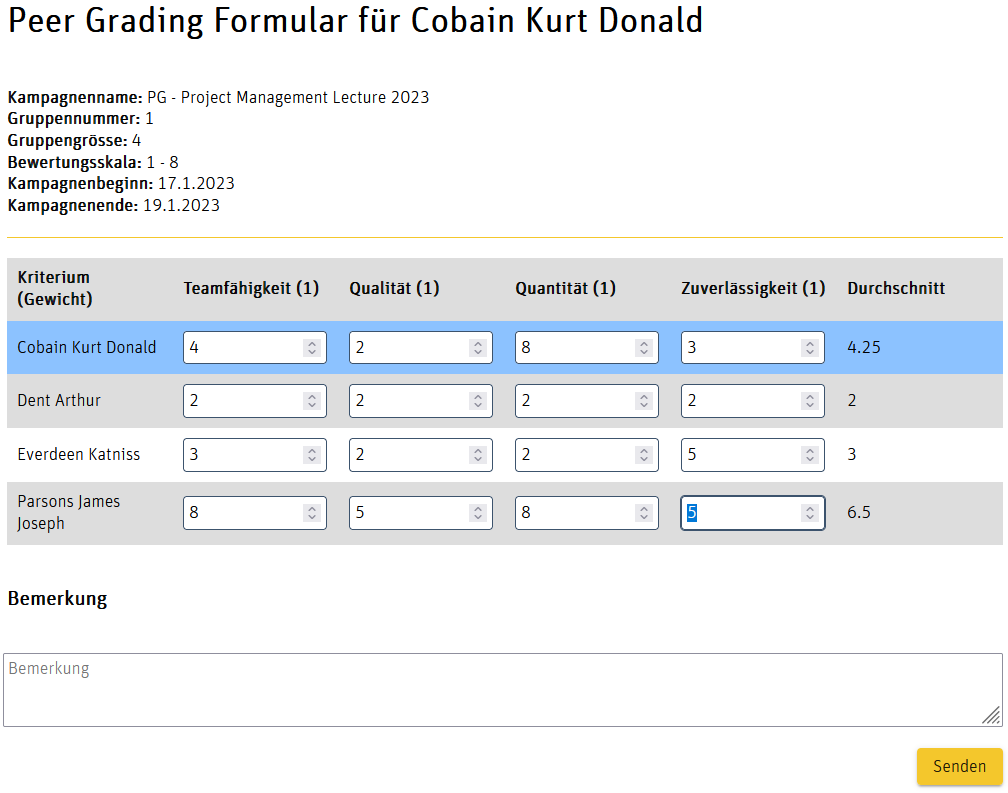 Peer Grading Formular für Cobain Kurt Donald
Kampagnenname: PG - Project Management Lecture 2023
Gruppennummer: 1
Gruppengrösse: 4
Bewertungsskala: 1 - 8
Kampagnenbeginn: 17.1.2023
Kampagnenende: 19.1.2023
Kriterium
(Gewicht) Teamfähigkeit (1) Qualität (1) Quantität (1) Zuverlässigkeit (1) Durchschnitt
Cobain Kurt Donald 4 2 8 3 4.25
Dent Arthur 2 2 2 2 2
Everdeen Katniss 3 2 2 5 3
Parsons James
Joseph 8 5 8 5 6.5
Bemerkung
Bemerkung
Senden